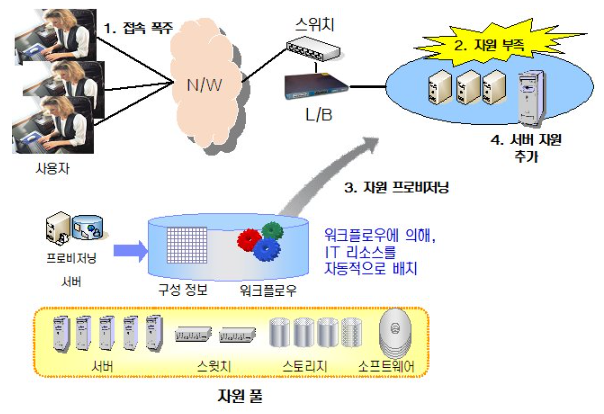 1. 접속 폭주
스위치
2. 자원 부족
N/W
L/B
4. 서버 자원
추가
사용자
3. 자원 프로비저닝
워크플로우에 의해,
IT 리소스를
자동적으로 배치
프로비저닝
서버
구성 정보
워크플로우
서버
스윗치
스토리지
소프트웨어
자원 풀